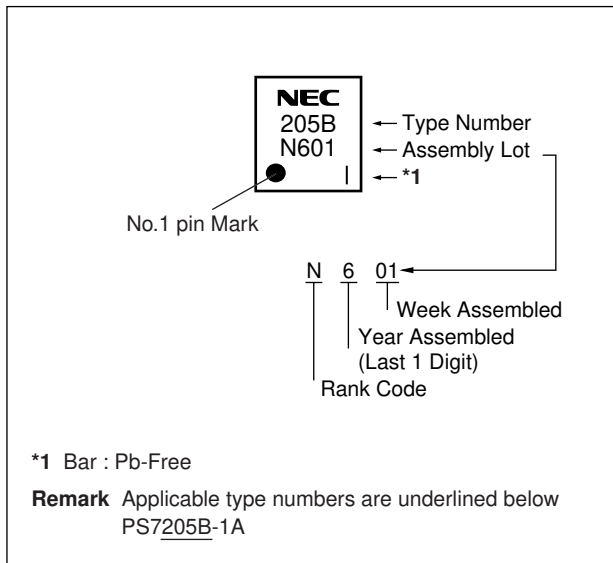 NEC
205B ← Type Number
N601 ← Assembly Lot
| ← *1
No.1 pin Mark
N 6 01
Week Assembled
Year Assembled
(Last 1 Digit)
Rank Code
*1 Bar : Pb-Free
Remark Applicable type numbers are underlined below
PS7205B-1A